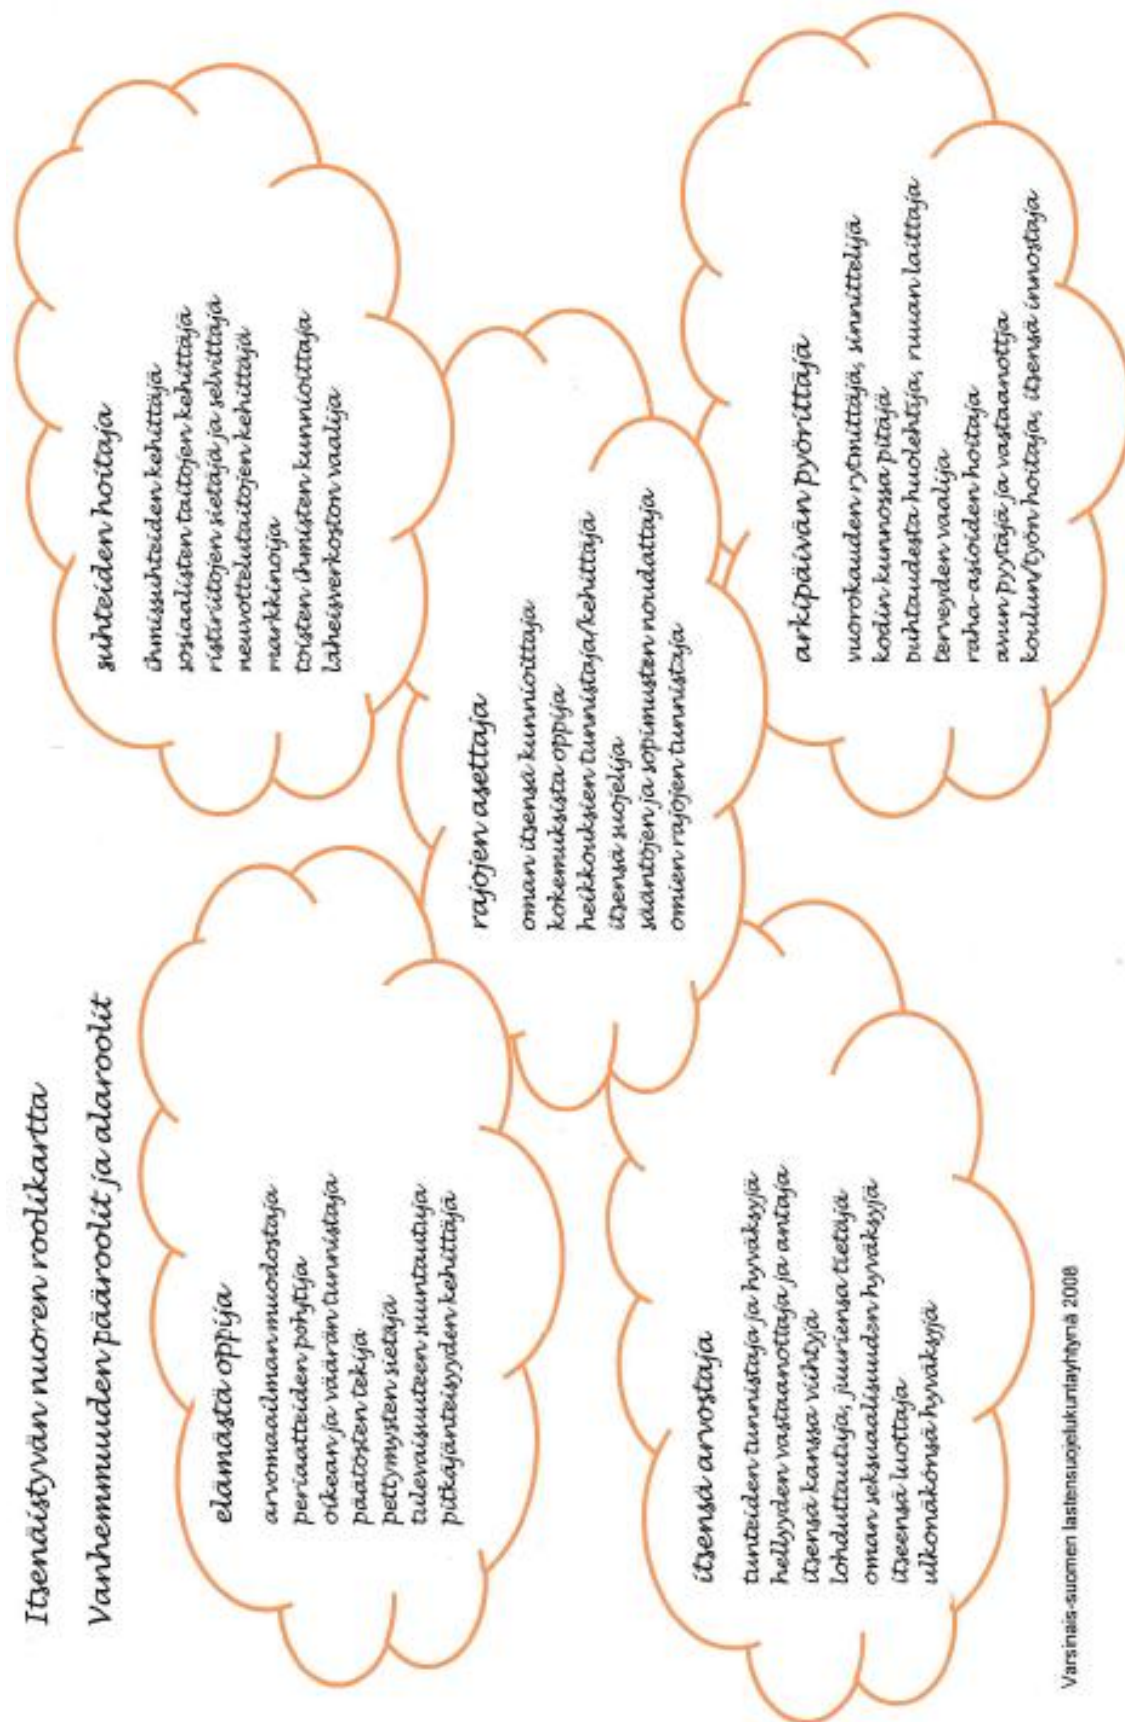 Itsenäistyvän nuoren roolikartta
Vanhemmuuden pääroolit ja alaroolit
elämästä oppija
arvomaailman muodostaja
periaatteiden pohtija
oikean ja väärän tunnistaja
päätösten tekijä
pettymysten sietäjä
tulevaisuuteen suuntautuja
pitkäjänteisyyden kehittäjä
suhteiden hoitaja
ihmissuhteiden kehittäjä
sosiaalisten taitojen kehittäjä
ristiriitojen sietäjä ja selvittäjä
neuvottelutaitojen kehittäjä
markkinoija
toisten ihmisten kunnioittaja
laheisverkoston vaalija
rajojen asettaja
oman itsensä kunnioittaja
kokemuksista oppija
heikkouksien tunnistaja/kehittäjä
itsensä suojelija
sääntöjen ja sopimusten noudattaja
omien rajojen tunnistaja
itsensä arvostaja
tunteiden tunnistaja ja hyväksyjä
hellyyden vastaanottaja ja antaja
itsensä kanssa viihtyjä
lohduttautuja, juuriensa tietäjä
oman seksuaalisuuden hyväksyjä
itseensä luottaja
ulkonäkönsä hyväksyjä
arkipäivän pyörittäjä
vuorokauden rytmittäjä, sinnittelijä
kodin kunnossa pitäjä
puhtaudesta huolehtija, ruuan laittaja
terveyden vaalija
raha-asioiden hoitaja
avun pyytäjä ja vastaanottja
koulun/työn hoitaja, itsensä innostaja
Varsinais-suomen lastensuojelukuntayhtymä 2008